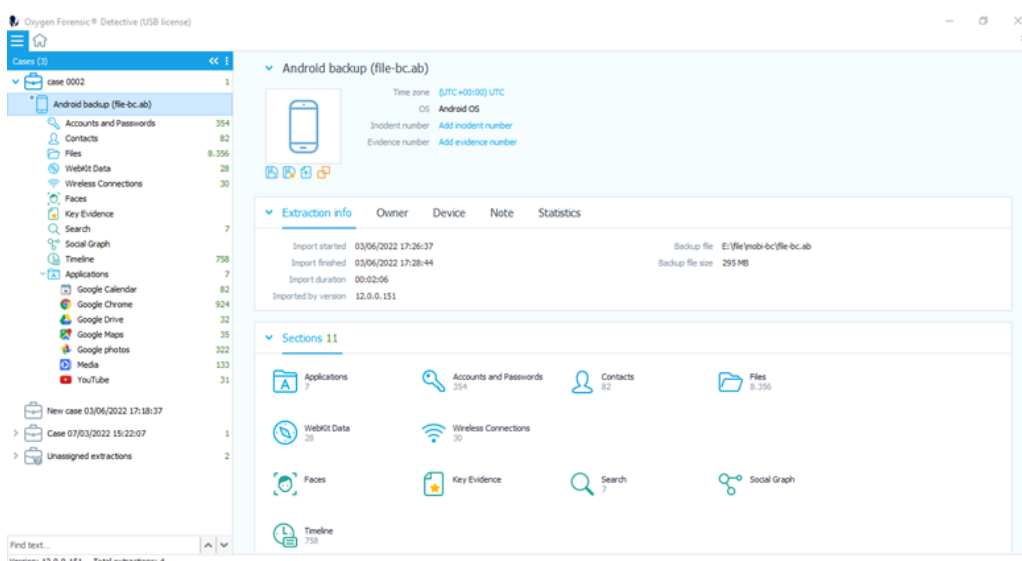 Oxygen Forensic® Detective (USB license)
Cases (3)
case 0002 1
Android backup (file-bc.ab)
Accounts and Passwords 354
Contacts 82
Files 8.356
WebKit Data 28
Wireless Connections 30
Faces
Key Evidence
Search 7
Social Graph
Timeline 758
Applications 7
Google Calendar 82
Google Chrome 924
Google Drive 32
Google Maps 35
Google photos 322
Media 133
YouTube 31
New case 03/06/2022 17:18:37
Case 07/03/2022 15:22:07 1
Unassigned extractions 2
Find text...
Version: 12.0.0.151 Total extractions: 4
Android backup (file-bc.ab)
Time zone (UTC+00:00) UTC
OS Android OS
Incident number Add incident number
Evidence number Add evidence number
Extraction info Owner Device Note Statistics
Import started 03/06/2022 17:26:37 Backup file E:\file\mobi-bc\file-bc.ab
Import finished 03/06/2022 17:28:44 Backup file size 295 MB
Import duration 00:02:06
Imported by version 12.0.0.151
Sections 11
Applications Accounts and Passwords Contacts Files
7 354 82 8.356
WebKit Data Wireless Connections
28 30
Faces Key Evidence Search Social Graph
7
Timeline
758